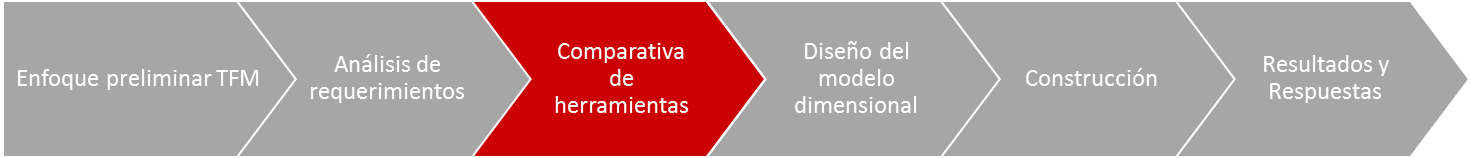 Enfoque preliminar TFM
Análisis de
requerimientos
Comparativa
de
herramientas
Diseño del
modelo
dimensional
Construcción
Resultados y
Respuestas